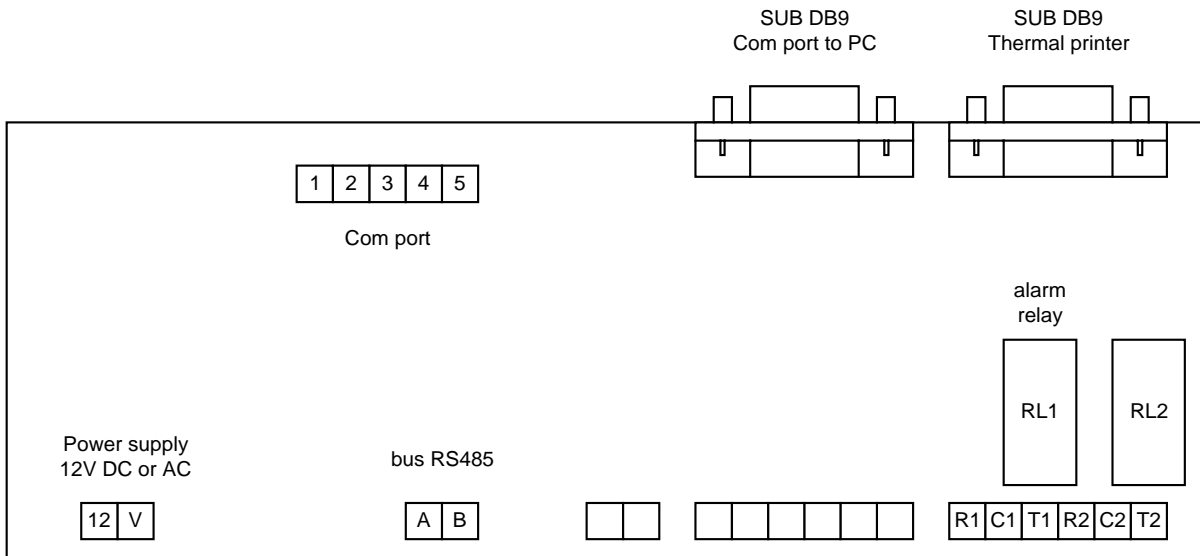 SUB DB9
Com port to PC
SUB DB9
Thermal printer
1 2 3 4 5
Com port
alarm
relay
RL1
RL2
Power supply
12V DC or AC
bus RS485
12 V
A B
R1 C1 T1 R2 C2 T2